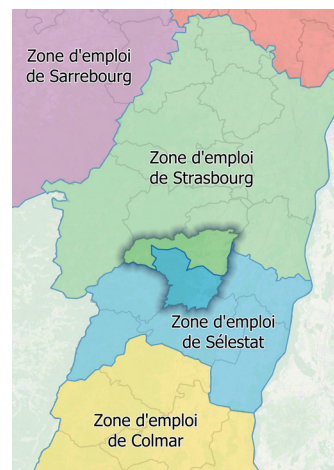 Zone d'emploi
de Sarrebourg
Zone d'emploi
de Strasbourg
Zone d'emploi
de Sélestat
Zone d'emploi
de Colmar